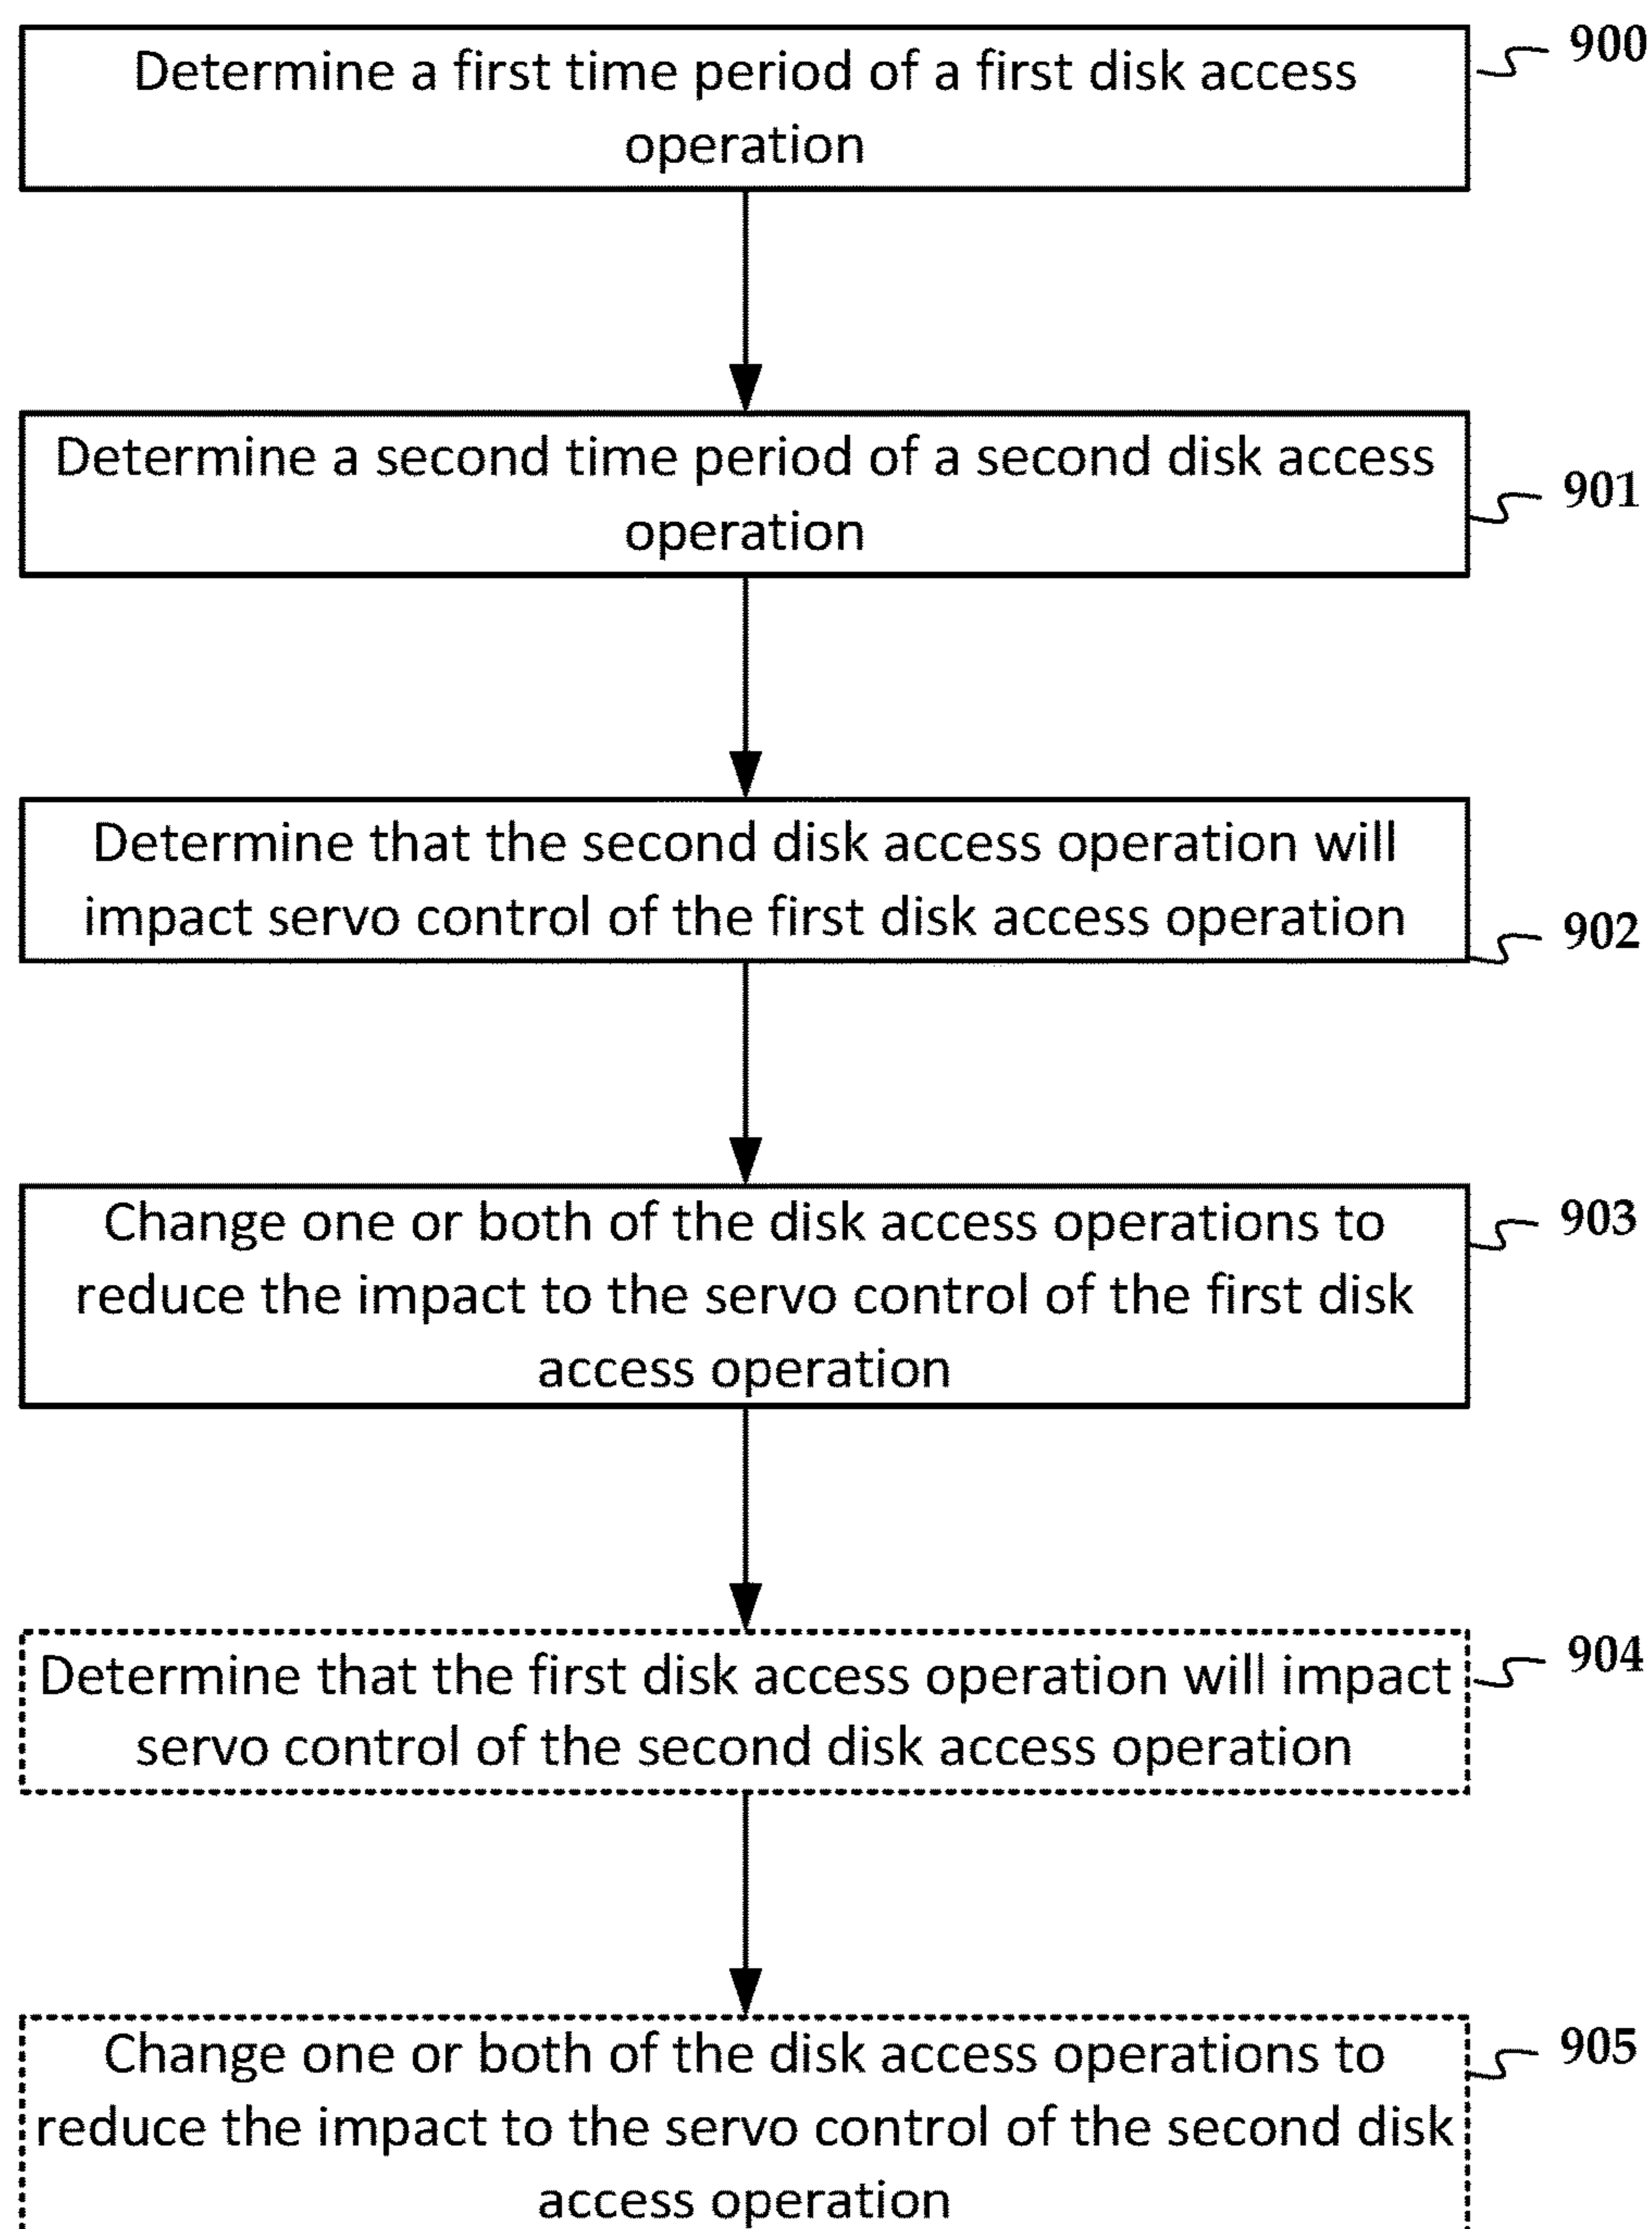 Determine a first time period of a first disk access
operation
900
Determine a second time period of a second disk access
operation
901
Determine that the second disk access operation will
impact servo control of the first disk access operation
902
Change one or both of the disk access operations to
reduce the impact to the servo control of the first disk
access operation
903
Determine that the first disk access operation will impact
servo control of the second disk access operation
904
Change one or both of the disk access operations to
reduce the impact to the servo control of the second disk
access operation
905